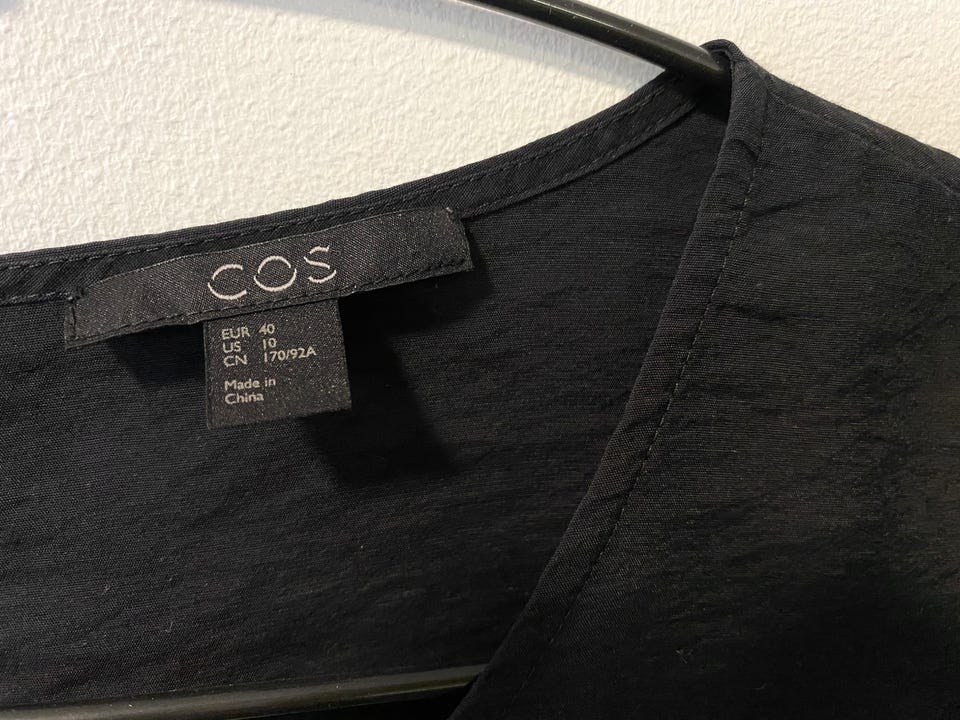 COS
EUR 40
US 10
CN 170/92A
Made in
China